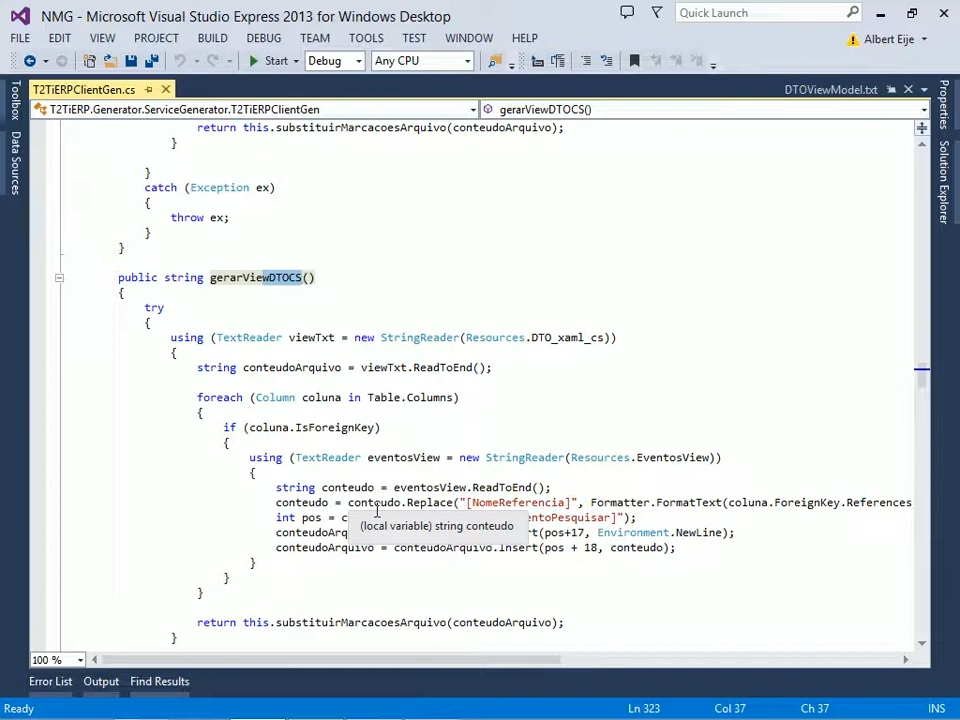 NMG - Microsoft Visual Studio Express 2013 for Windows Desktop
Quick Launch
FILE EDIT VIEW PROJECT BUILD DEBUG TEAM TOOLS TEST WINDOW HELP
Albert Eije
Start Debug Any CPU
T2TiERPClientGen.cs
DTOViewModel.txt
T2TiERP.Generator.ServiceGenerator.T2TiERPClientGen
gerarViewDTOCS()
Toolbox
Data Sources
Properties
Solution Explorer
return this.substituirMarcacoesArquivo(conteudoArquivo);
}
}
catch (Exception ex)
{
throw ex;
}
}
public string gerarViewDTOCS()
{
try
{
using (TextReader viewTxt = new StringReader(Resources.DTO_xaml_cs))
{
string conteudoArquivo = viewTxt.ReadToEnd();
foreach (Column coluna in Table.Columns)
{
if (coluna.IsForeignKey)
{
using (TextReader eventosView = new StringReader(Resources.EventosView))
{
string conteudo = eventosView.ReadToEnd();
conteudo = conteudo.Replace("[NomeReferencia]", Formatter.FormatText(coluna.ForeignKey.References
int pos = c
entoPesquisar]");
(local variable) string conteudo
conteudoAr
rt(pos+17, Environment.NewLine);
conteudoArquivo = conteudoArquivo.Insert(pos + 18, conteudo);
}
}
}
return this.substituirMarcacoesArquivo(conteudoArquivo);
}
100 %
Error List Output Find Results
Ready Ln 323 Col 37 Ch 37 INS